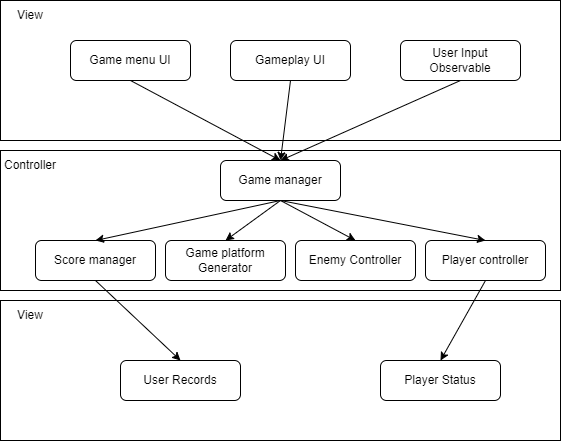 View
Game menu UI
Gameplay UI
User Input
Observable
Controller
Game manager
Score manager
Game platform
Generator
Enemy Controller
Player controller
View
User Records
Player Status